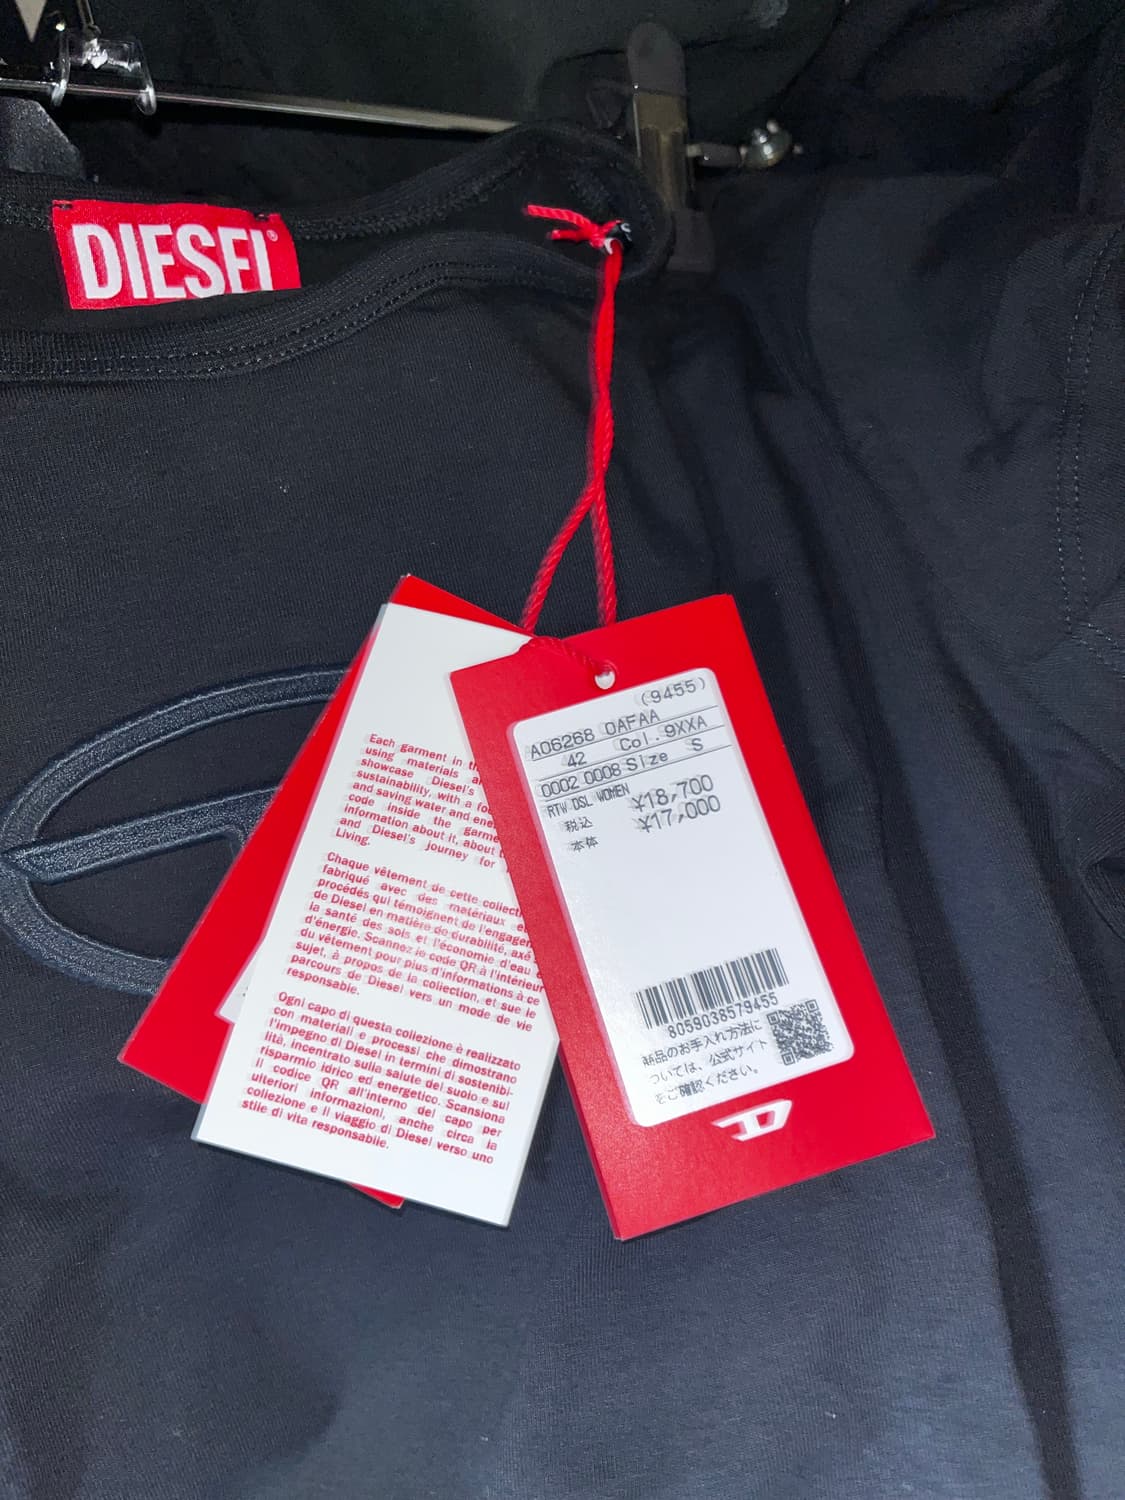 DIESEL®
Each garment in
using materials
showcase Diesel's
sustainability, with a
and saving water and
code inside the
information about it, about
and Diesel's journey for
Living.
Chaque vêtement de cette
fabriqué avec des matériaux
procédés qui témoignent de
de Diesel en matière de durabilité, axé
la santé des sols et l'économie d'eau
d'énergie. Scannez le code QR à l'intérieur
du vêtement pour plus d'informations à ce
sujet, à propos de la collection, et sue le
parcours de Diesel vers un mode de vie
responsable.
Ogni capo di questa collezione è realizzato
con materiali e processi che dimostrano
l'impegno di Diesel in termini di sostenibi-
lità, incentrato sulla salute del suolo e sul
risparmio idrico ed energetico. Scansiona
il codice QR all'interno del capo per
ulteriori informazioni, anche circa la
collezione e il viaggio di Diesel verso uno
stile di vita responsabile.
(9455)
A06268 0AFAA
42 Col.9XXA
0002.0008 Size S
RTW DSL WOMEN
税込 ¥18,700
本体 ¥17,000
8059038579455
製品のお手入れ方法に
ついては、公式サイト
をご確認ください。
D